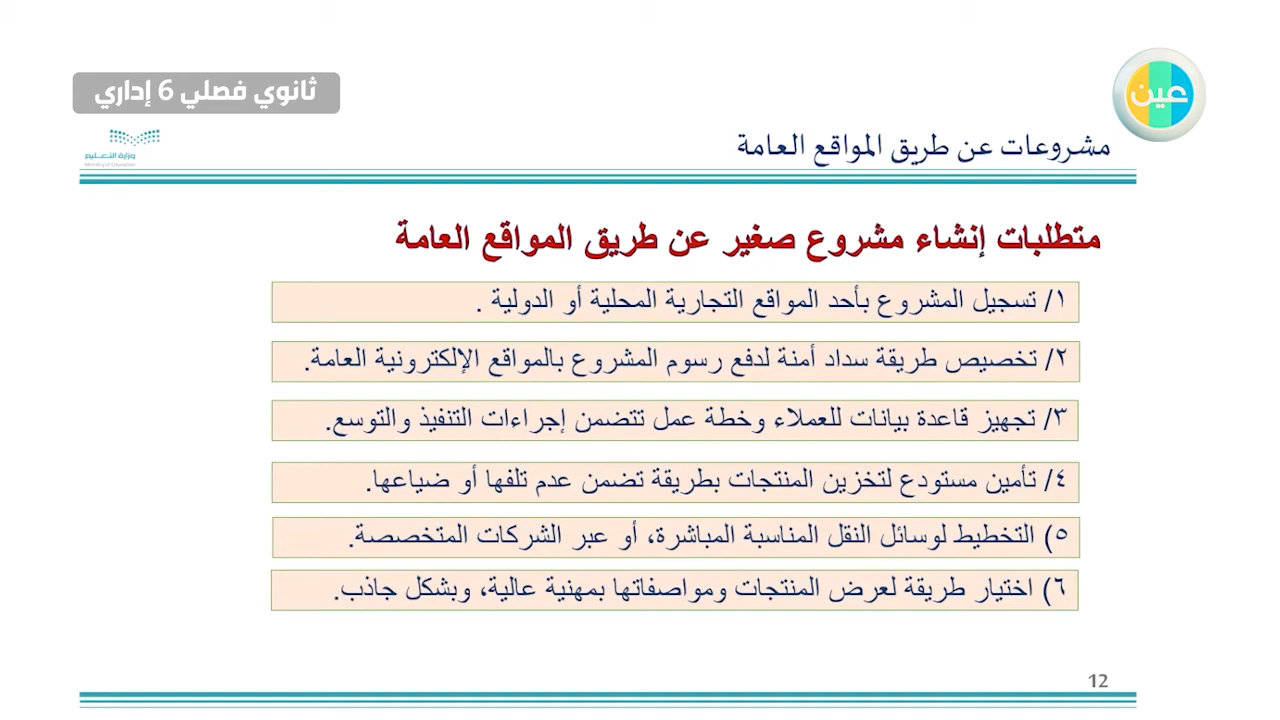 ثانوي فصلي 6 إداري
عين
وزارة التعليم
Ministry of Education
مشروعات عن طريق المواقع العامة
متطلبات إنشاء مشروع صغير عن طريق المواقع العامة
١/ تسجيل المشروع بأحد المواقع التجارية المحلية أو الدولية .
٢/ تخصيص طريقة سداد أمنة لدفع رسوم المشروع بالمواقع الإلكترونية العامة.
٣/ تجهيز قاعدة بيانات للعملاء وخطة عمل تتضمن إجراءات التنفيذ والتوسع.
٤/ تأمين مستودع لتخزين المنتجات بطريقة تضمن عدم تلفها أو ضياعها.
٥) التخطيط لوسائل النقل المناسبة المباشرة، أو عبر الشركات المتخصصة.
٦) اختيار طريقة لعرض المنتجات ومواصفاتها بمهنية عالية، وبشكل جاذب.
12